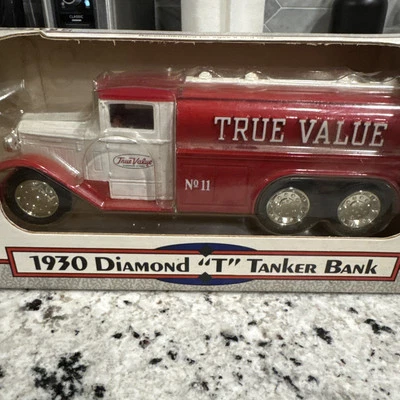 TRUE VALUE
True Value
Nº 11
1930 DIAMOND "T" TANKER BANK